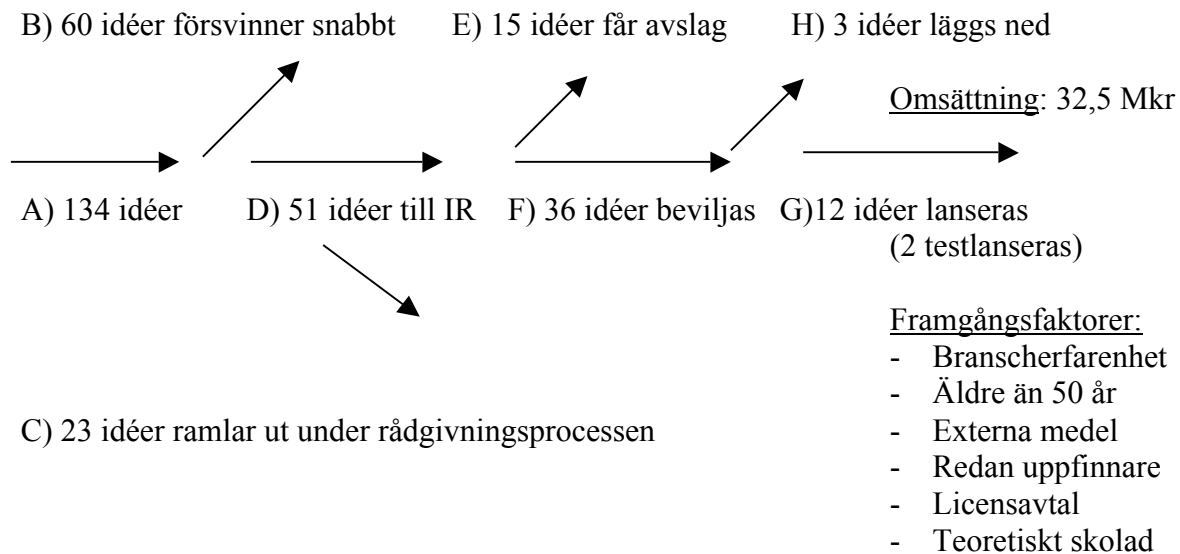 B) 60 idéer försvinner snabbt E) 15 idéer får avslag H) 3 idéer läggs ned
Omsättning: 32,5 Mkr
A) 134 idéer D) 51 idéer till IR F) 36 idéer beviljas G)12 idéer lanseras
(2 testlanseras)
Framgångsfaktorer:
- Branscherfarenhet
- Äldre än 50 år
C) 23 idéer ramlar ut under rådgivningsprocessen
- Externa medel
- Redan uppfinnare
- Licensavtal
- Teoretiskt skolad